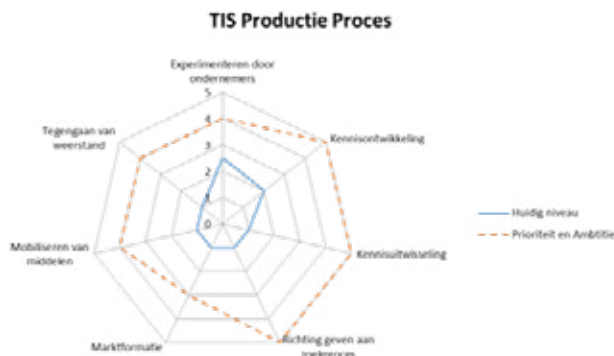 TIS Productie Proces
Experimenteren door
ondernemers
5
4
3
2
1
0
Tegengaan van
weerstand
Kennisontwikkeling
Huidig niveau
Prioriteit en Ambtitie
Mobiliseren van
middelen
Kennisuitwisseling
Marktformatie
Richting geven aan